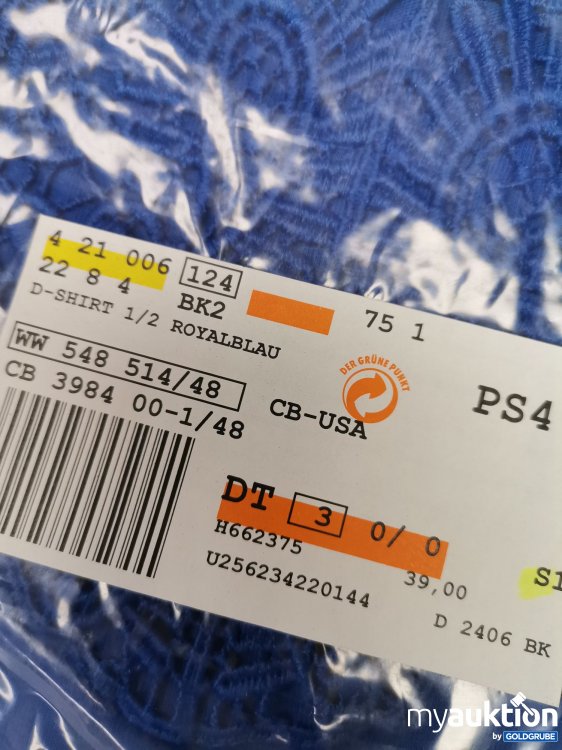 4 21 006 124
22 8 4 BK2 75 1
D-SHIRT 1/2 ROYALBLAU
WW 548 514/48
CB 3984 00-1/48
DER GRÜNE PUNKT
CB-USA
PS4
DT 3 0/ 0
H662375 39,00
U256234220144
D 2406 BK
myauktion
by GOLDGRUBE